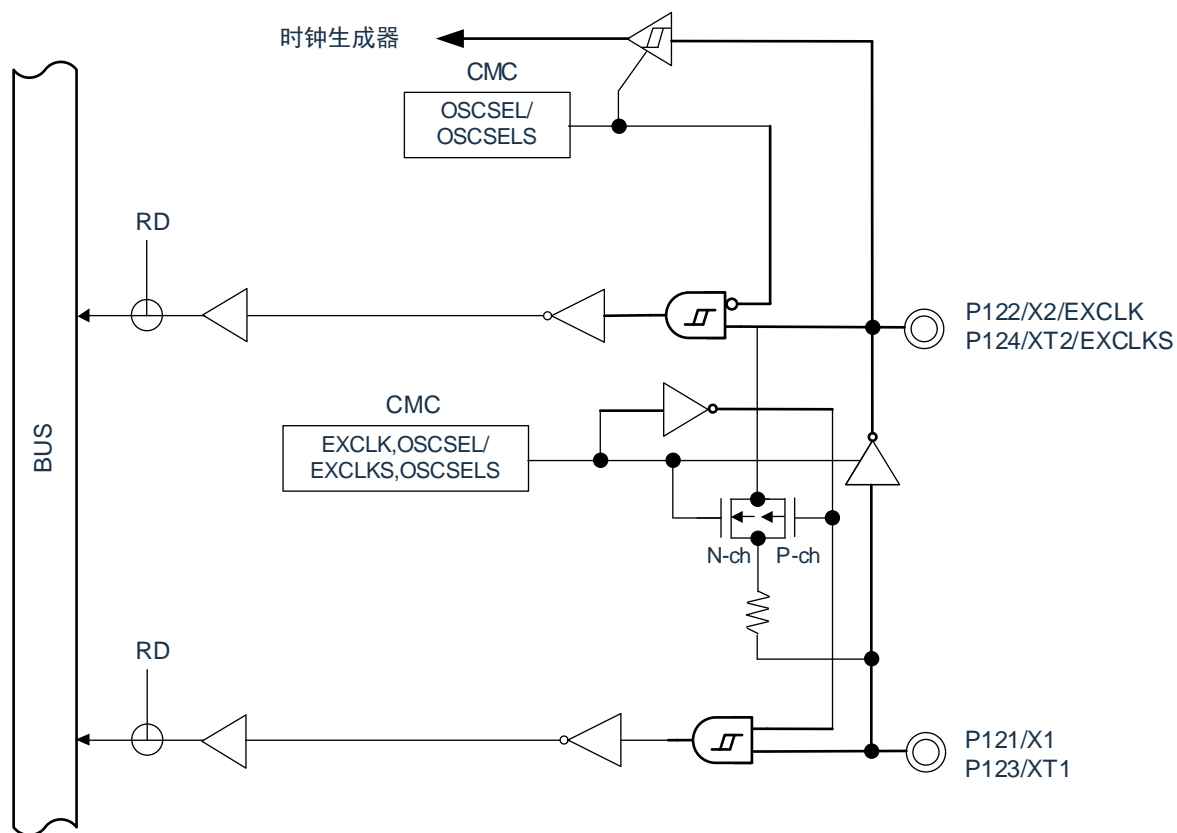 时钟生成器
CMC
OSCSEL/
OSCSELS
RD
P122/X2/EXCLK
P124/XT2/EXCLKS
CMC
EXCLK,OSCSEL/
EXCLKS,OSCSELS
BUS
N-ch
P-ch
RD
P121/X1
P123/XT1